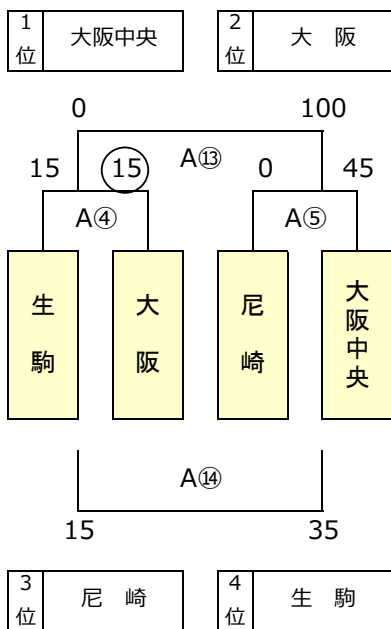 1位 大阪中央 2位 大 阪
0 100
A⑬
15 15 0 45
A④ A⑤
生駒 大阪 尼崎 大阪中央
A⑭
15 35
3位 尼 崎 4位 生 駒